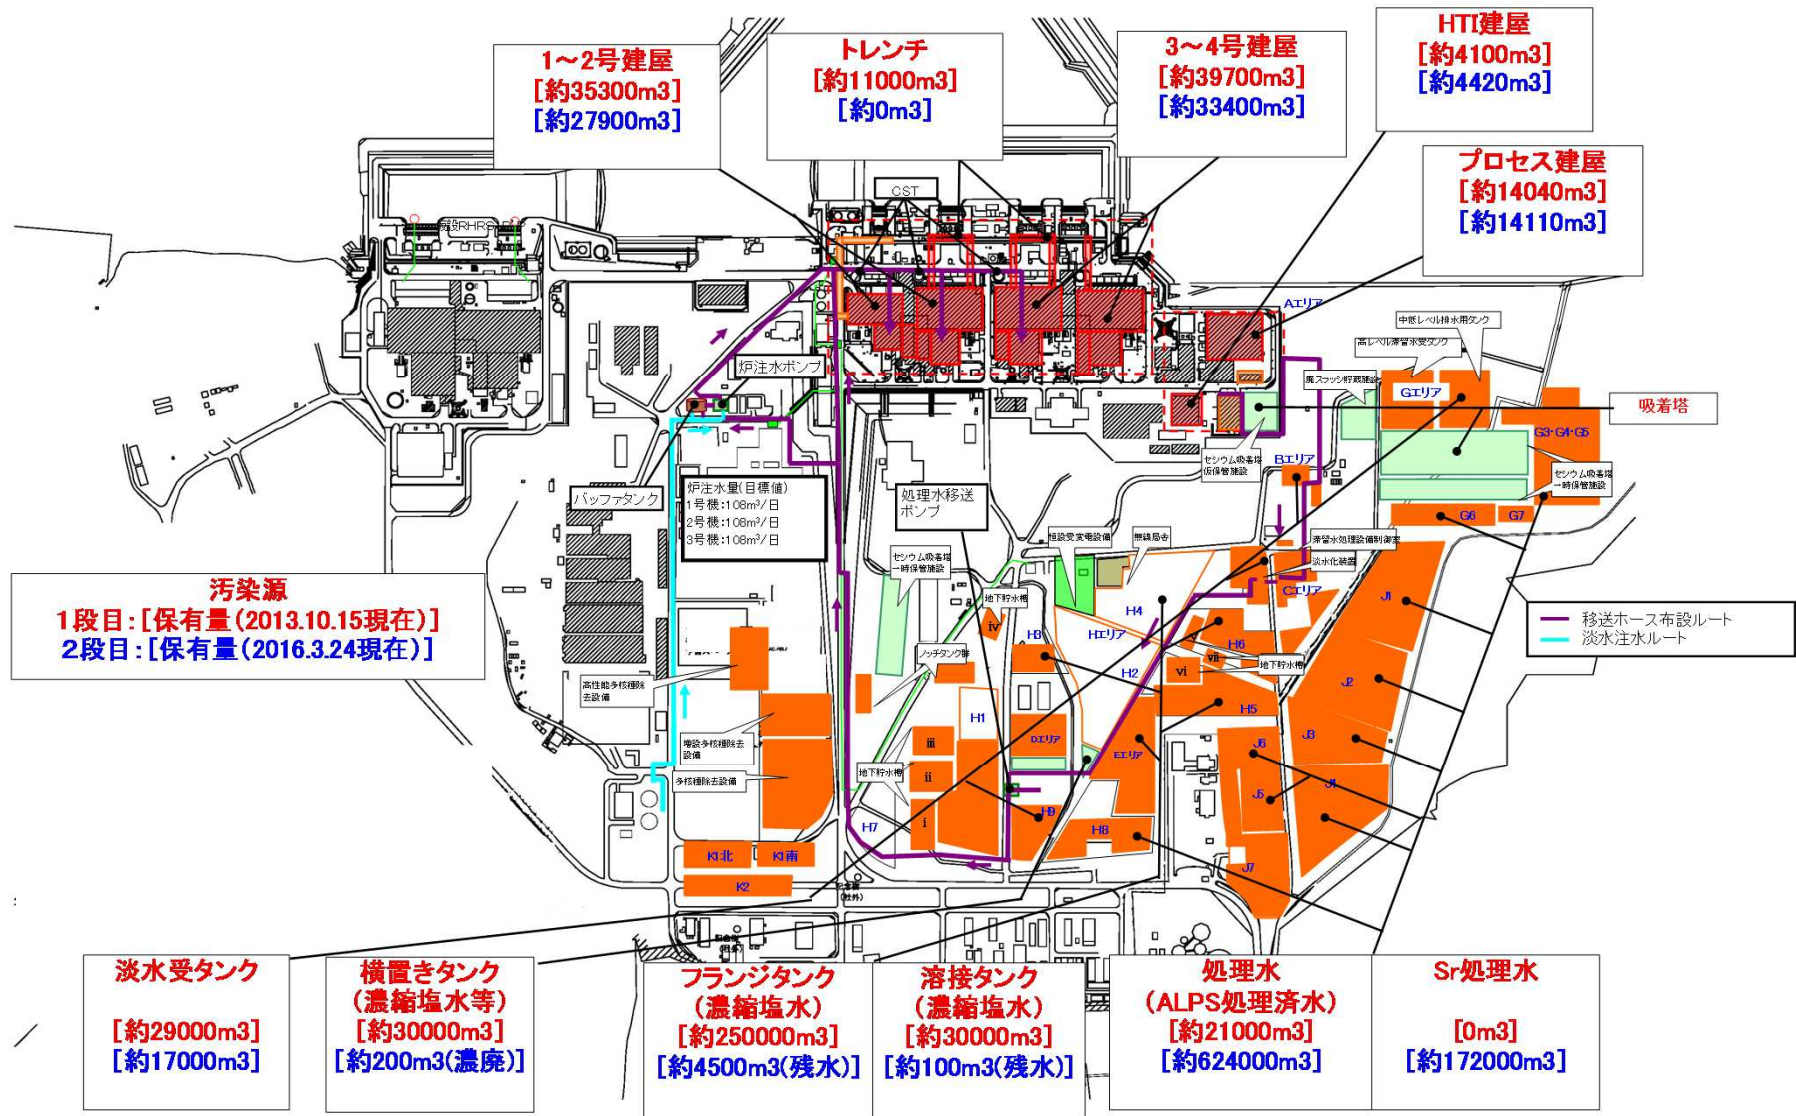 1～2号建屋
[約35300m3]
[約27900m3]
トレンチ
[約11000m3]
[約0m3]
3～4号建屋
[約39700m3]
[約33400m3]
HTI建屋
[約4100m3]
[約4420m3]
プロセス建屋
[約14040m3]
[約14110m3]
CST
Aエリア
中低レベル排水用タンク
高レベル滞留水受タンク
廃スラッジ貯蔵施設
Gエリア
吸着塔
G3・G4・G5
炉注水ポンプ
セシウム吸着塔
仮保管施設
Bエリア
セシウム吸着塔
一時保管施設
G6
G7
バッファタンク
炉注水量(目標値)
1号機:108m³/日
2号機:108m³/日
3号機:108m³/日
処理水移送
ポンプ
恒設受変電設備
無線局舎
滞留水処理設備制御室
淡水化装置
Cエリア
セシウム吸着塔
一時保管施設
地下貯水槽
iv
H3
H4
Hエリア
H2
H6
v
vii
vi
地下貯水槽
J1
汚染源
1段目:[保有量(2013.10.15現在)]
2段目:[保有量(2016.3.24現在)]
移送ホース布設ルート
淡水注水ルート
ノッチタンク群
高性能多核種除
去設備
H1
Dエリア
Eエリア
H5
J2
J3
J6
J4
J5
増設多核種除去
設備
多核種除去設備
地下貯水槽
iii
ii
i
H7
H9
H8
J7
K1北
K1南
K2
淡水受タンク
[約29000m3]
[約17000m3]
横置きタンク
(濃縮塩水等)
[約30000m3]
[約200m3(濃廃)]
フランジタンク
(濃縮塩水)
[約250000m3]
[約4500m3(残水)]
溶接タンク
(濃縮塩水)
[約30000m3]
[約100m3(残水)]
処理水
(ALPS処理済水)
[約21000m3]
[約624000m3]
Sr処理水
[0m3]
[約172000m3]